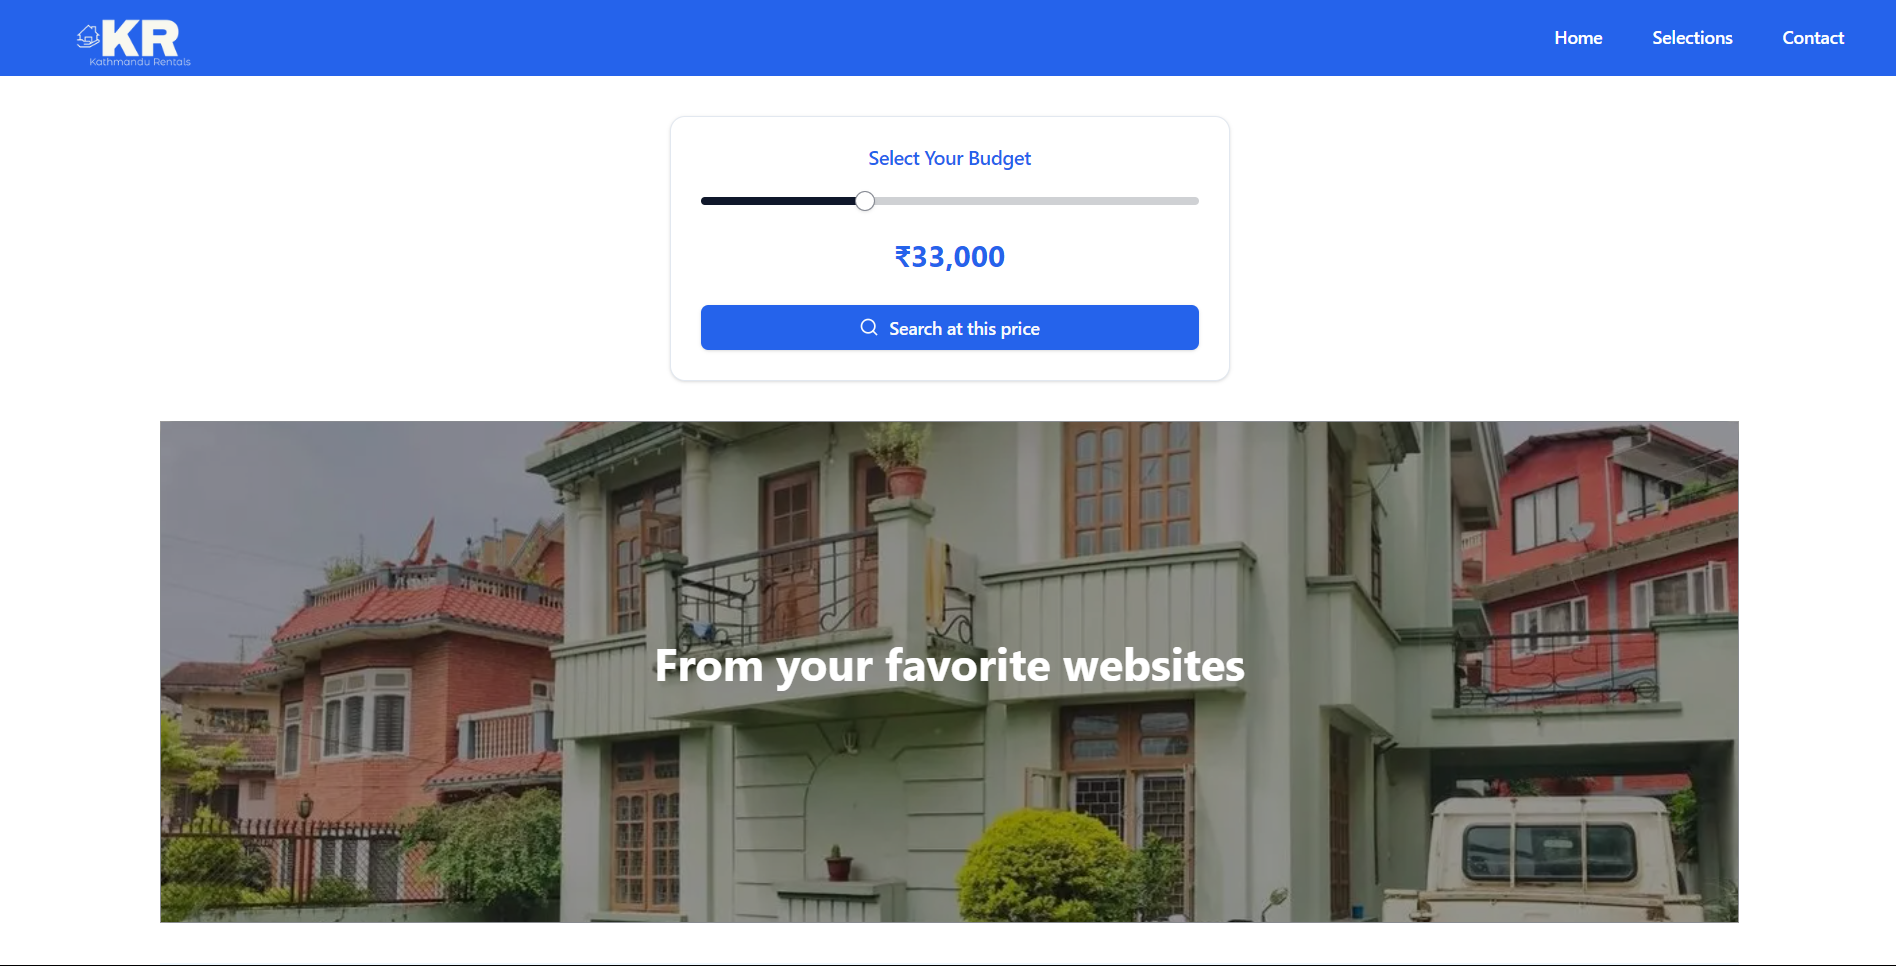 KR
Kathmandu Rentals
Home
Selections
Contact
Select Your Budget
₹33,000
Search at this price
From your favorite websites